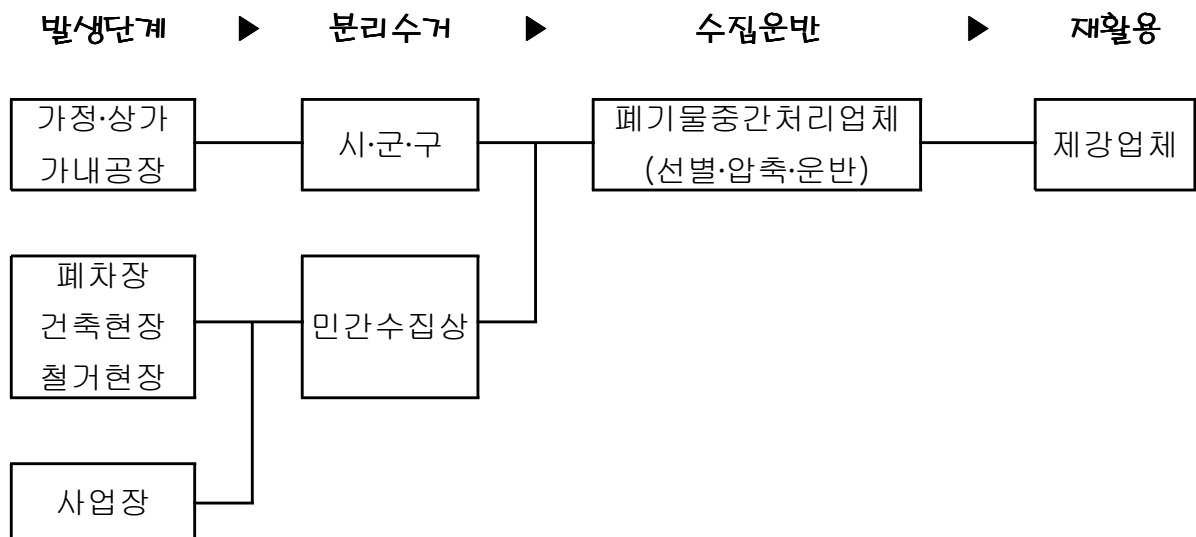 발생단계 ▶ 분리수거 ▶ 수집운반 ▶ 재활용
가정·상가
가내공장
시·군·구
폐기물중간처리업체
(선별·압축·운반)
제강업체
폐차장
건축현장
철거현장
민간수집상
사업장